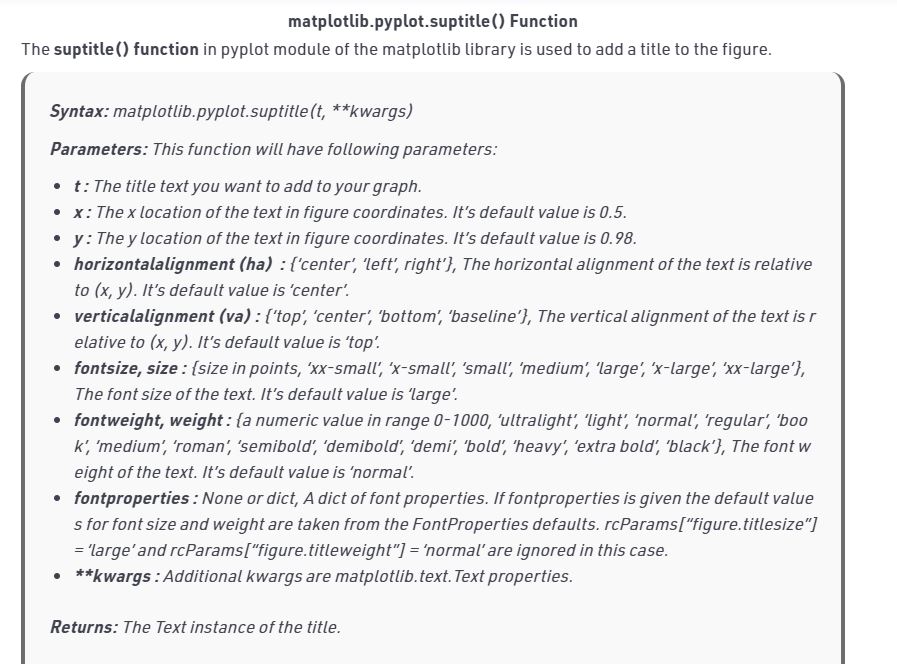 matplotlib.pyplot.suptitle() Function
The suptitle() function in pyplot module of the matplotlib library is used to add a title to the figure.
Syntax: matplotlib.pyplot.suptitle(t, **kwargs)
Parameters: This function will have following parameters:
• t : The title text you want to add to your graph.
• x : The x location of the text in figure coordinates. It’s default value is 0.5.
• y : The y location of the text in figure coordinates. It’s default value is 0.98.
• horizontalalignment (ha) : {‘center’, ‘left’, right’}, The horizontal alignment of the text is relative
to (x, y). It’s default value is ‘center’.
• verticalalignment (va) : {‘top’, ‘center’, ‘bottom’, ‘baseline’}, The vertical alignment of the text is r
elative to (x, y). It’s default value is ‘top’.
• fontsize, size : {size in points, ‘xx-small’, ‘x-small’, ‘small’, ‘medium’, ‘large’, ‘x-large’, ‘xx-large’},
The font size of the text. It’s default value is ‘large’.
• fontweight, weight : {a numeric value in range 0-1000, ‘ultralight’, ‘light’, ‘normal’, ‘regular’, ‘boo
k’, ‘medium’, ‘roman’, ‘semibold’, ‘demibold’, ‘demi’, ‘bold’, ‘heavy’, ‘extra bold’, ‘black’}, The font w
eight of the text. It’s default value is ‘normal’.
• fontproperties : None or dict, A dict of font properties. If fontproperties is given the default value
s for font size and weight are taken from the FontProperties defaults. rcParams[“figure.titlesize”]
= ‘large’ and rcParams[“figure.titleweight”] = ‘normal’ are ignored in this case.
• **kwargs : Additional kwargs are matplotlib.text.Text properties.
Returns: The Text instance of the title.